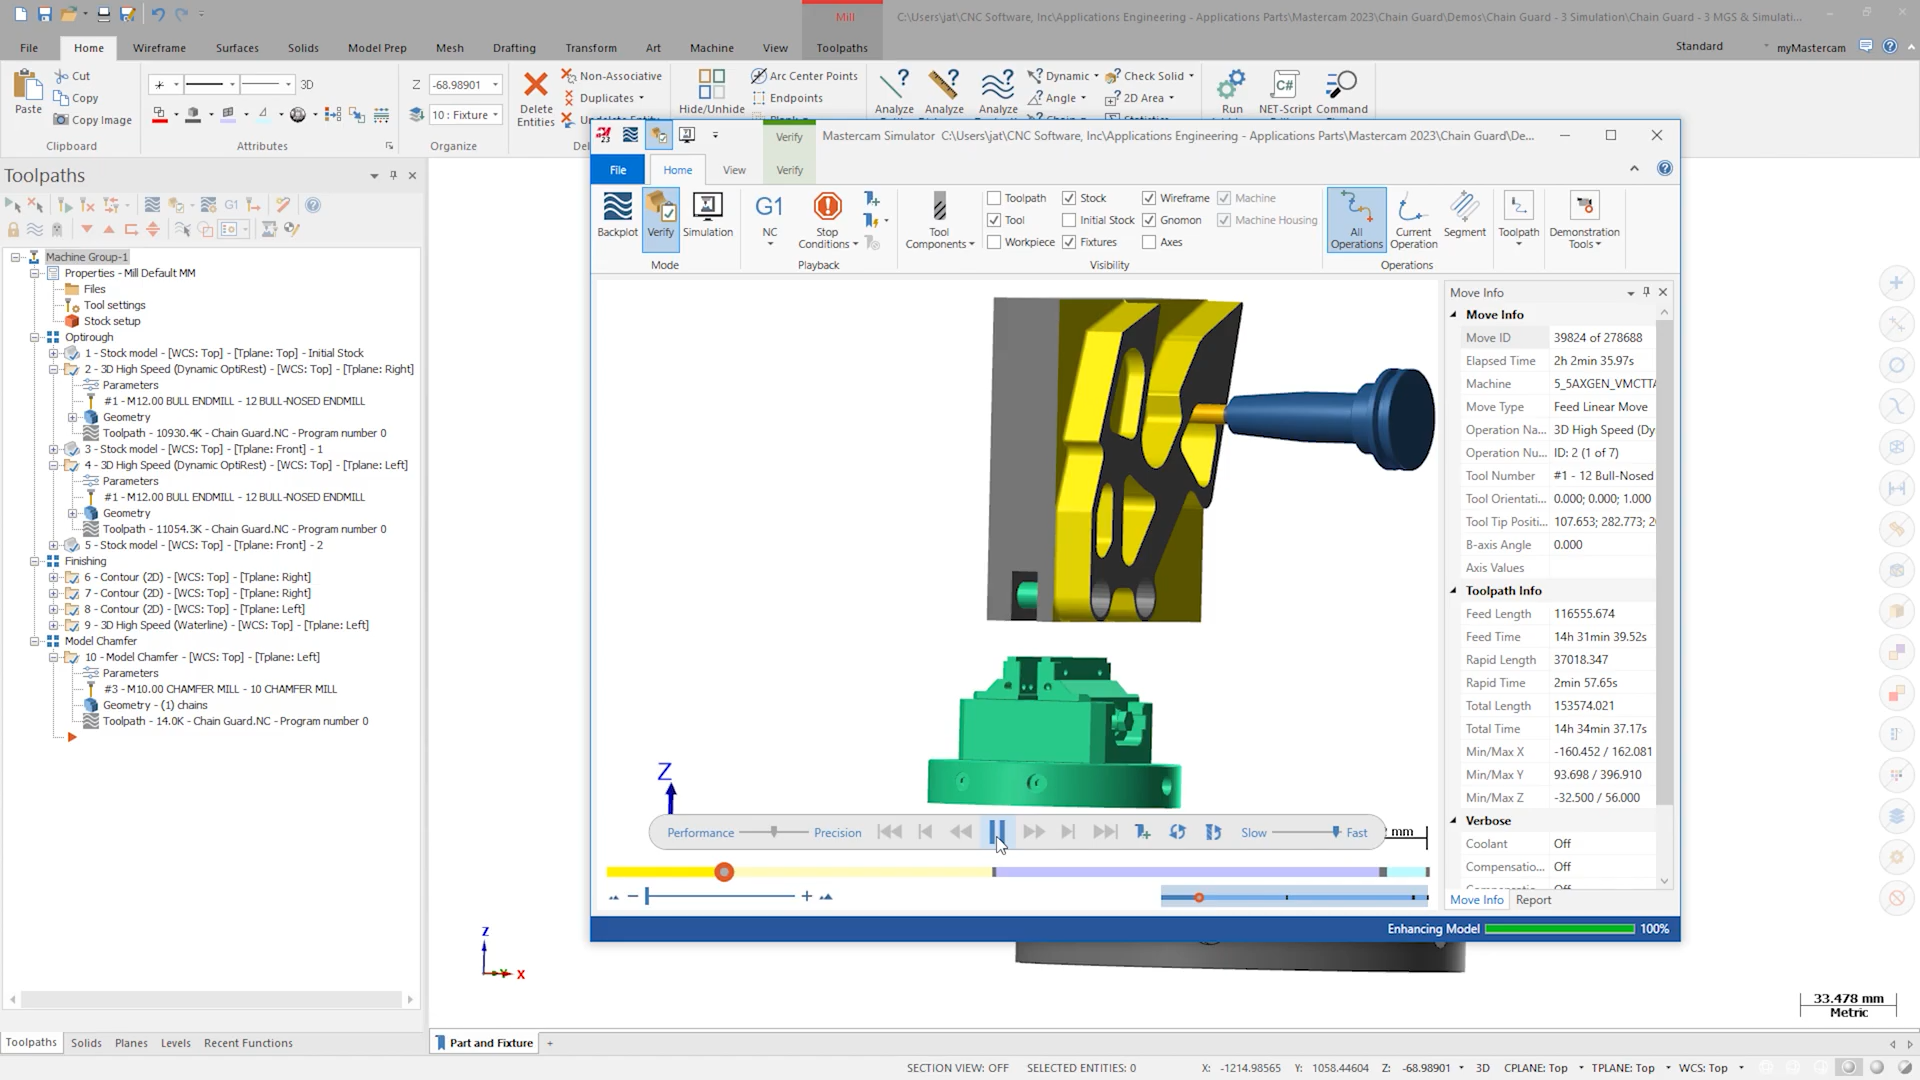 Mill
C:\Users\jat\CNC Software, Inc\Applications Engineering - Applications Parts\Mastercam 2023\Chain Guard\Demos\Chain Guard - 3 Simulation\Chain Guard - 3 MGS & Simulati...
File Home Wireframe Surfaces Solids Model Prep Mesh Drafting Transform Art Machine View Toolpaths
Standard myMastercam
Paste
Cut
Copy
Copy Image
Clipboard
3D
Attributes
Z -68.98901
10 : Fixture
Organize
Delete Entities
Non-Associative
Duplicates
Hide/Unhide
Arc Center Points
Endpoints
Analyze
Analyze
Analyze
Dynamic
Angle
Check Solid
2D Area
Run
NET-Script
Command
Toolpaths
Machine Group-1
Properties - Mill Default MM
Files
Tool settings
Stock setup
Optirough
1 - Stock model - [WCS: Top] - [Tplane: Top] - Initial Stock
2 - 3D High Speed (Dynamic OptiRest) - [WCS: Top] - [Tplane: Right]
Parameters
#1 - M12.00 BULL ENDMILL - 12 BULL-NOSED ENDMILL
Geometry
Toolpath - 10930.4K - Chain Guard.NC - Program number 0
3 - Stock model - [WCS: Top] - [Tplane: Front] - 1
4 - 3D High Speed (Dynamic OptiRest) - [WCS: Top] - [Tplane: Left]
Parameters
#1 - M12.00 BULL ENDMILL - 12 BULL-NOSED ENDMILL
Geometry
Toolpath - 11054.3K - Chain Guard.NC - Program number 0
5 - Stock model - [WCS: Top] - [Tplane: Front] - 2
Finishing
6 - Contour (2D) - [WCS: Top] - [Tplane: Right]
7 - Contour (2D) - [WCS: Top] - [Tplane: Right]
8 - Contour (2D) - [WCS: Top] - [Tplane: Left]
9 - 3D High Speed (Waterline) - [WCS: Top] - [Tplane: Left]
Model Chamfer
10 - Model Chamfer - [WCS: Top] - [Tplane: Left]
Parameters
#3 - M10.00 CHAMFER MILL - 10 CHAMFER MILL
Geometry - (1) chains
Toolpath - 14.0K - Chain Guard.NC - Program number 0
Toolpaths Solids Planes Levels Recent Functions
Verify
Mastercam Simulator C:\Users\jat\CNC Software, Inc\Applications Engineering - Applications Parts\Mastercam 2023\Chain Guard\De...
File Home View Verify
Backplot
Verify
Simulation
Mode
G1
NC
Stop Conditions
Playback
Tool Components
Toolpath Stock Wireframe Machine
Tool Initial Stock Gnomon Machine Housing
Workpiece Fixtures Axes
Visibility
All Operations
Current Operation
Segment
Operations
Toolpath
Demonstration Tools
Move Info
Move Info
Move ID 39824 of 278688
Elapsed Time 2h 2min 35.97s
Machine 5_5AXGEN_VMCTTA
Move Type Feed Linear Move
Operation Na... 3D High Speed (Dy
Operation Nu... ID: 2 (1 of 7)
Tool Number #1 - 12 Bull-Nosed
Tool Orientati... 0.000; 0.000; 1.000
Tool Tip Positi... 107.653; 282.773; 2
B-axis Angle 0.000
Axis Values
Toolpath Info
Feed Length 116555.674
Feed Time 14h 31min 39.52s
Rapid Length 37018.347
Rapid Time 2min 57.65s
Total Length 153574.021
Total Time 14h 34min 37.17s
Min/Max X -160.452 / 162.081
Min/Max Y 93.698 / 396.910
Min/Max Z -32.500 / 56.000
Verbose
Coolant Off
Compensatio... Off
Move Info Report
Z
Performance Precision Slow Fast
mm
Enhancing Model 100%
Z
X
33.478 mm
Metric
Part and Fixture +
SECTION VIEW: OFF SELECTED ENTITIES: 0 X: -1214.98565 Y: 1058.44604 Z: -68.98901 3D CPLANE: Top TPLANE: Top WCS: Top